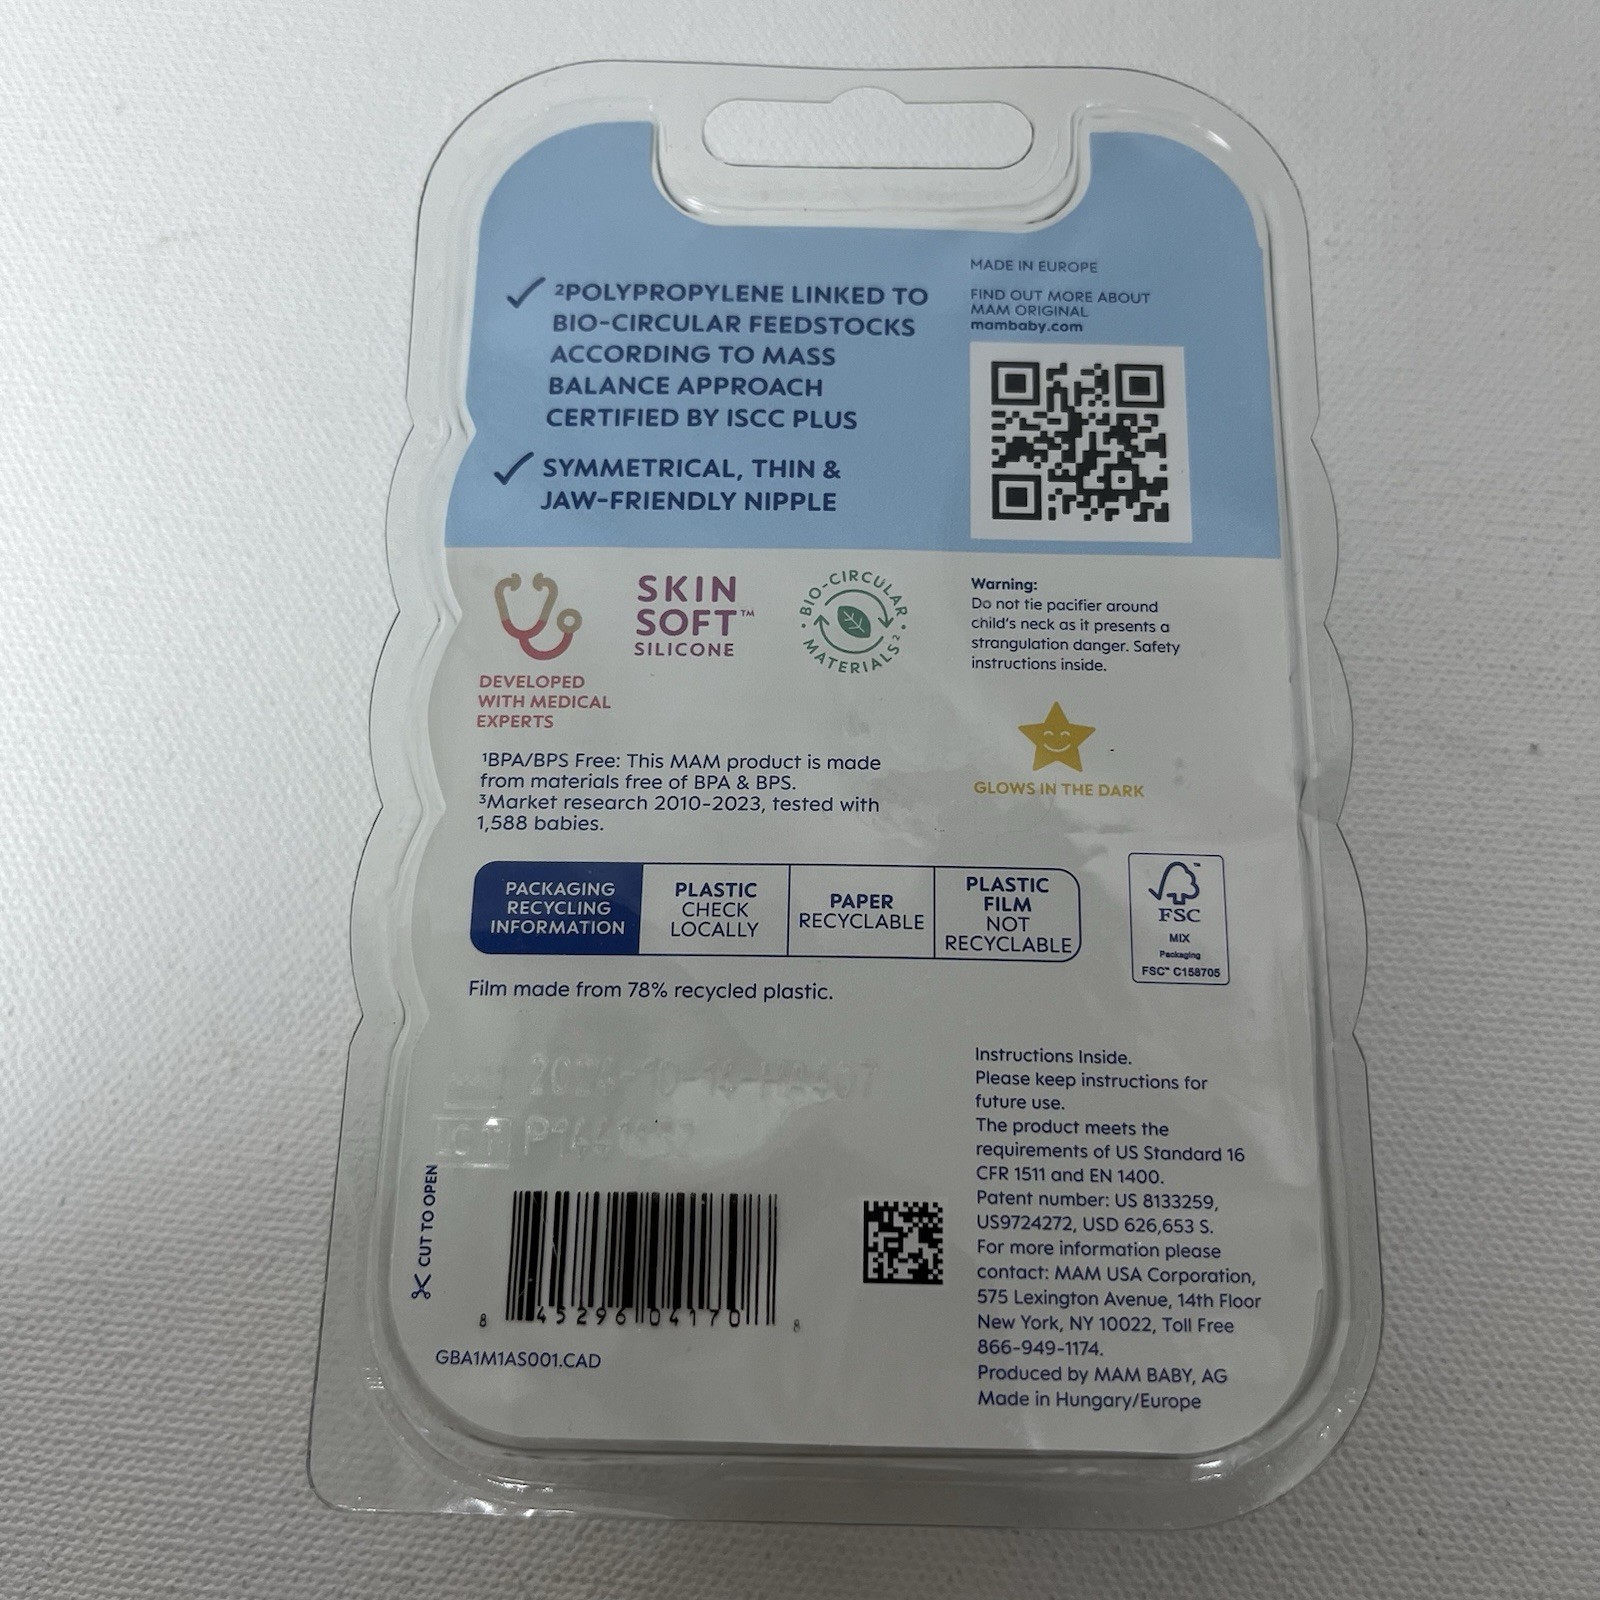 ²POLYPROPYLENE LINKED TO
BIO-CIRCULAR FEEDSTOCKS
ACCORDING TO MASS
BALANCE APPROACH
CERTIFIED BY ISCC PLUS
SYMMETRICAL, THIN &
JAW-FRIENDLY NIPPLE
MADE IN EUROPE
FIND OUT MORE ABOUT
MAM ORIGINAL
mambaby.com
DEVELOPED
WITH MEDICAL
EXPERTS
SKIN
SOFT™
SILICONE
BIO-CIRCULAR
MATERIALS²
Warning:
Do not tie pacifier around
child's neck as it presents a
strangulation danger. Safety
instructions inside.
GLOWS IN THE DARK
¹BPA/BPS Free: This MAM product is made
from materials free of BPA & BPS.
³Market research 2010-2023, tested with
1,588 babies.
PACKAGING
RECYCLING
INFORMATION
PLASTIC
CHECK
LOCALLY
PAPER
RECYCLABLE
PLASTIC
FILM
NOT
RECYCLABLE
FSC
MIX
Packaging
FSC™ C158705
Film made from 78% recycled plastic.
CUT TO OPEN
8 45296 04170 8
GBA1M1AS001.CAD
Instructions Inside.
Please keep instructions for
future use.
The product meets the
requirements of US Standard 16
CFR 1511 and EN 1400.
Patent number: US 8133259,
US9724272, USD 626,653 S.
For more information please
contact: MAM USA Corporation,
575 Lexington Avenue, 14th Floor
New York, NY 10022, Toll Free
866-949-1174.
Produced by MAM BABY, AG
Made in Hungary/Europe